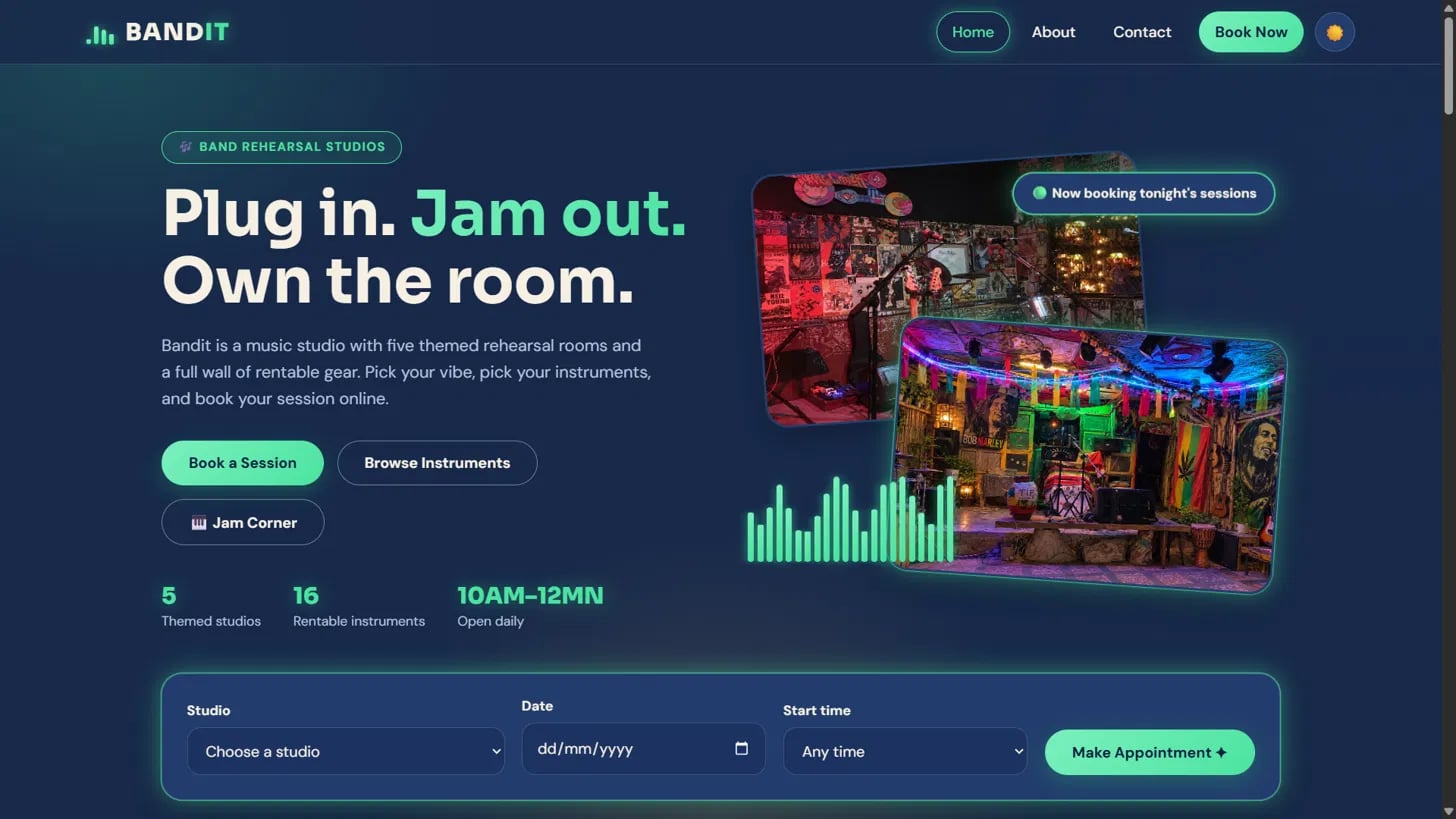 BANDIT
Home
About
Contact
Book Now
BAND REHEARSAL STUDIOS
Plug in. Jam out.
Own the room.
Bandit is a music studio with five themed rehearsal rooms and
a full wall of rentable gear. Pick your vibe, pick your instruments,
and book your session online.
Book a Session
Browse Instruments
Jam Corner
5
Themed studios
16
Rentable instruments
10AM–12MN
Open daily
Now booking tonight's sessions
BOB MARLEY
Studio
Choose a studio
Date
dd/mm/yyyy
Start time
Any time
Make Appointment ✦